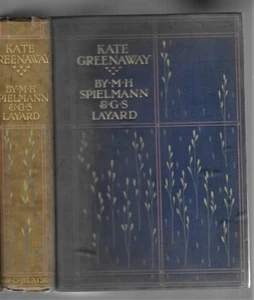 KATE
GREENAWAY
BY·M·H
SPIELMANN
& G·S
LAYARD
KATE
GREENAWAY
BY·M·H·
SPIELMANN
& G·S
LAYARD